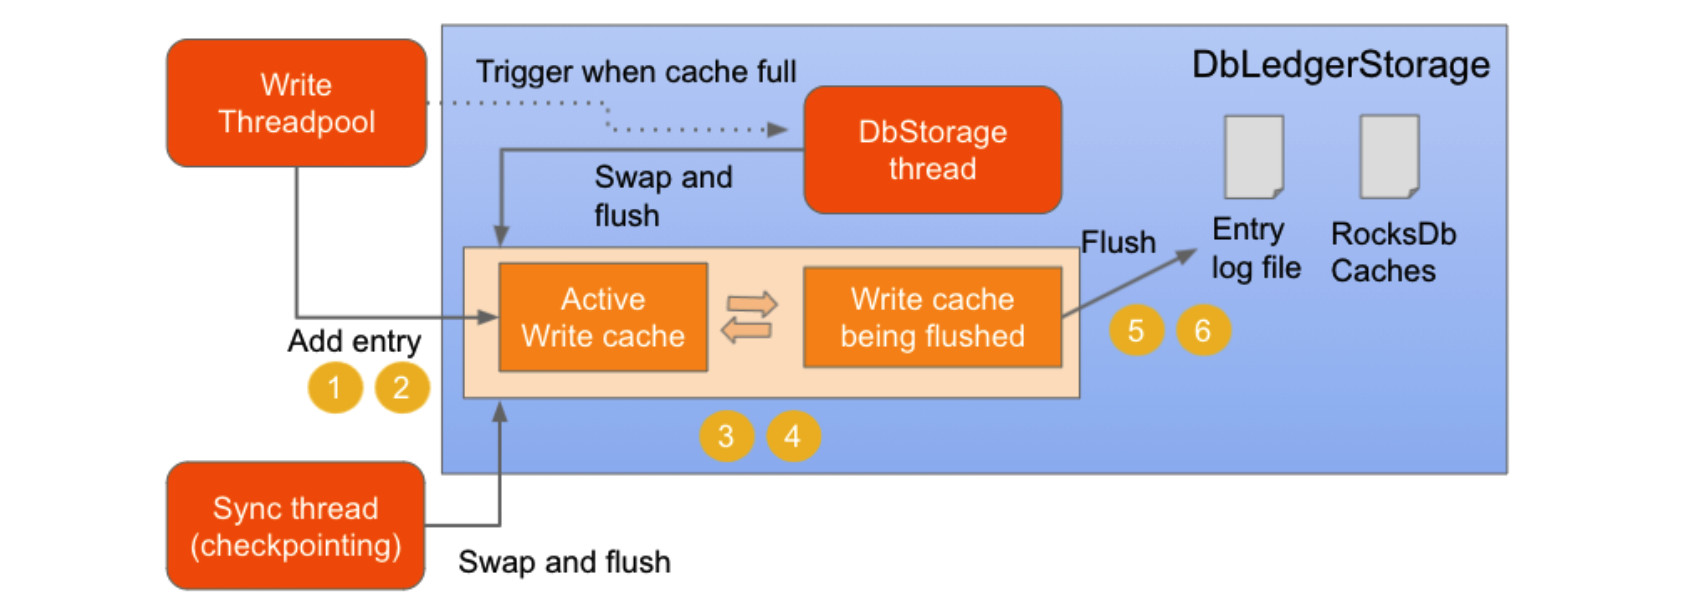 Write
Threadpool
Trigger when cache full
DbLedgerStorage
DbStorage
thread
Swap and
flush
Entry
log file
RocksDb
Caches
Flush
Active
Write cache
Write cache
being flushed
5 6
Add entry
1 2
3 4
Sync thread
(checkpointing)
Swap and flush